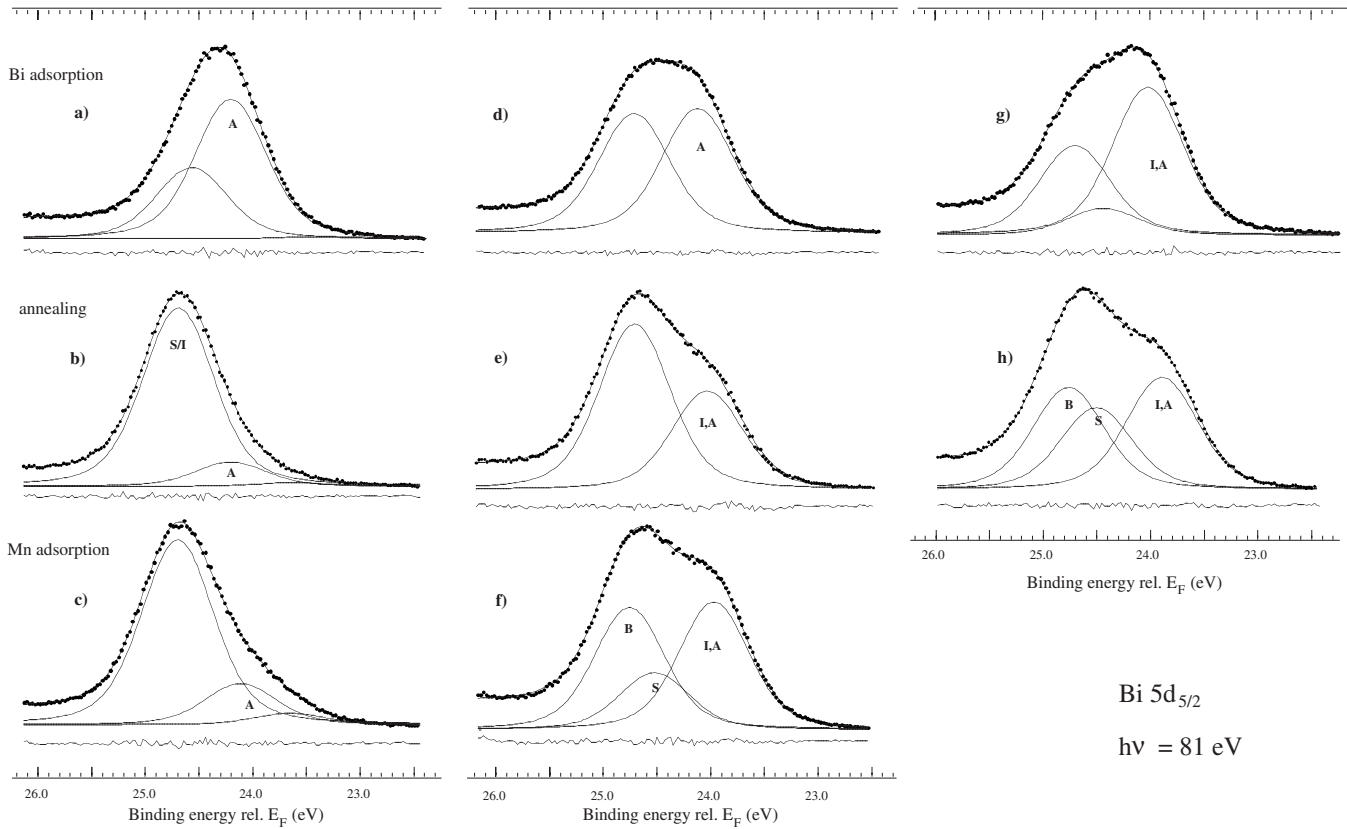 Bi adsorption
a)
A
d)
A
g)
I,A
annealing
b)
S/I
A
e)
I,A
h)
B
S
I,A
Mn adsorption
c)
A
f)
B
S
I,A
26.0 25.0 24.0 23.0
Binding energy rel. E_F (eV)
26.0 25.0 24.0 23.0
Binding energy rel. E_F (eV)
26.0 25.0 24.0 23.0
Binding energy rel. E_F (eV)
Bi 5d5/2
hν = 81 eV